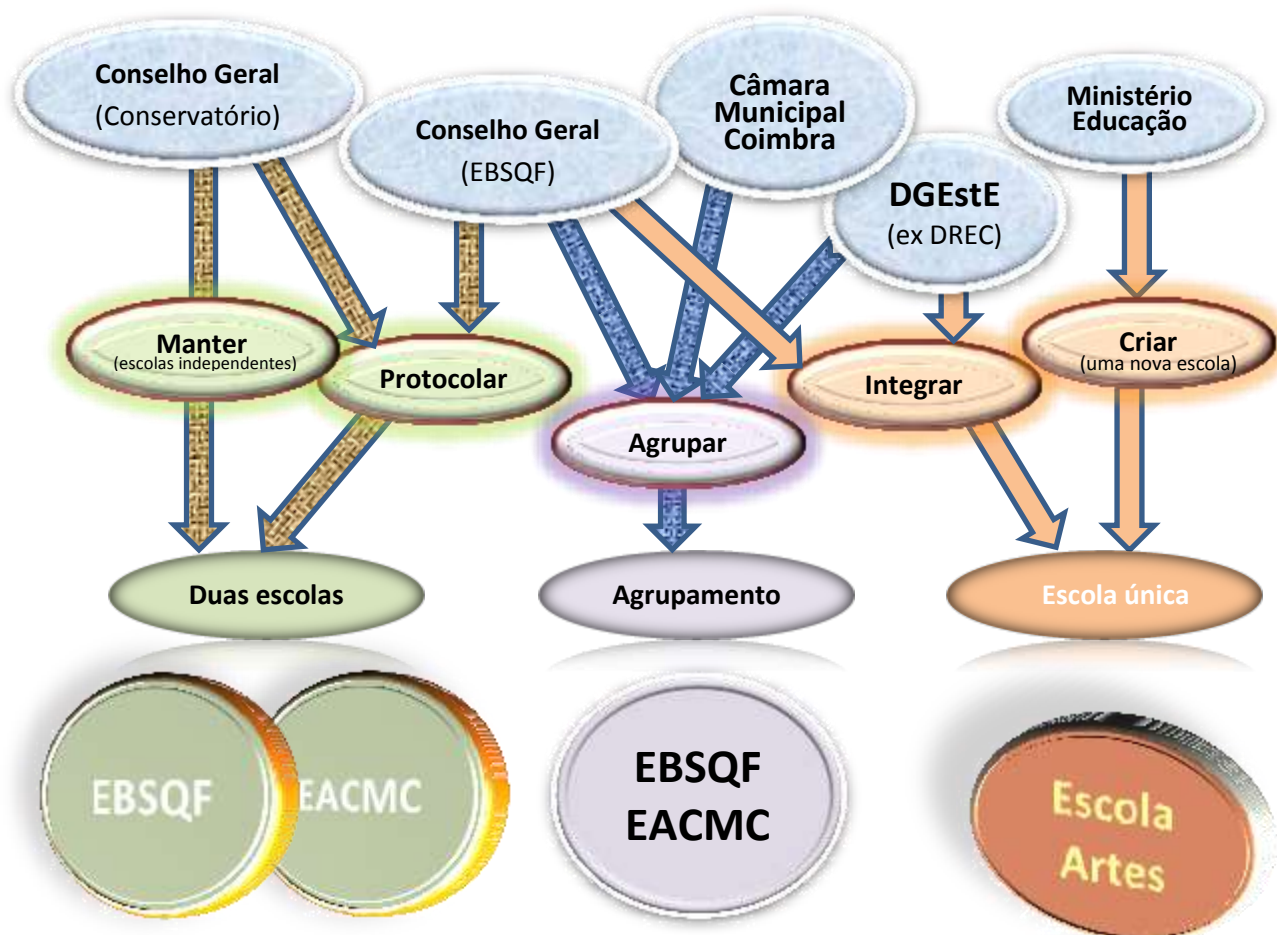 Conselho Geral
(Conservatório)
Conselho Geral
(EBSQF)
Câmara
Municipal
Coimbra
DGEstE
(ex DREC)
Ministério
Educação
Manter
(escolas independentes)
Protocolar
Agrupar
Integrar
Criar
(uma nova escola)
Duas escolas
Agrupamento
Escola única
EBSQF
EACMC
EBSQF
EACMC
Escola
Artes